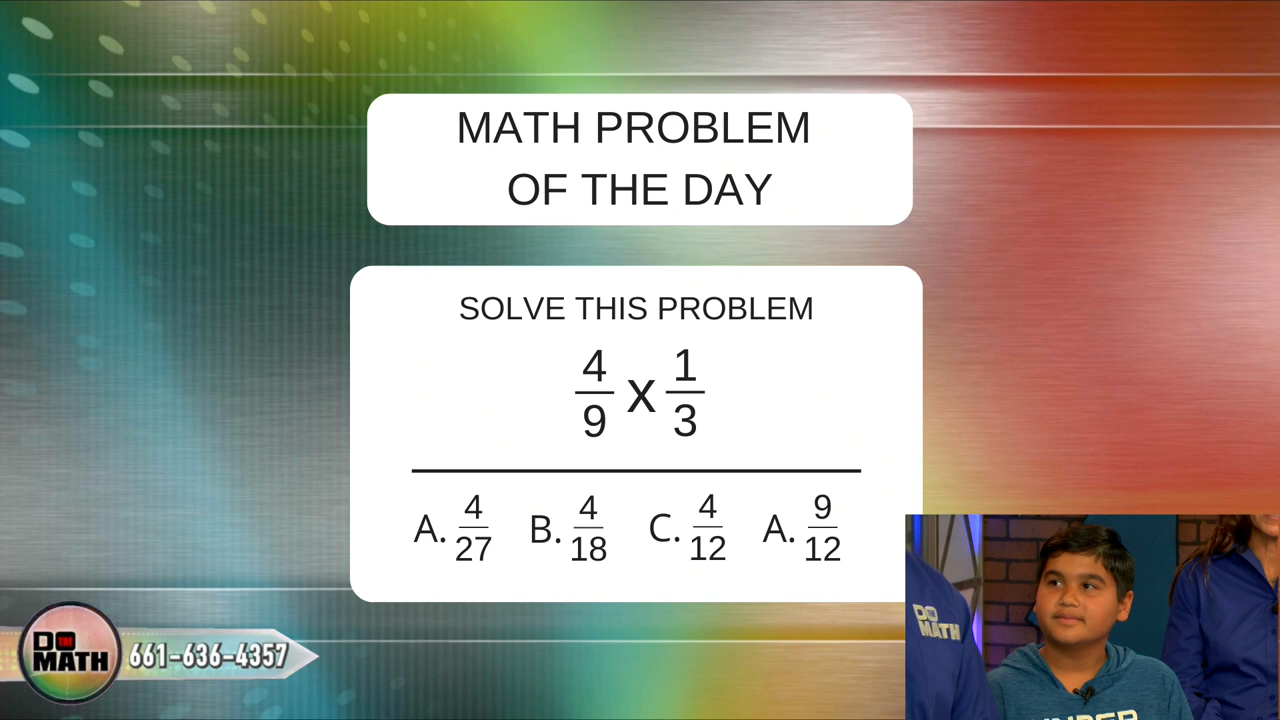 MATH PROBLEM
OF THE DAY
SOLVE THIS PROBLEM
4/9 x 1/3
A. 4/27 B. 4/18 C. 4/12 A. 9/12
DO THE MATH
661-636-4357
DO
MATH